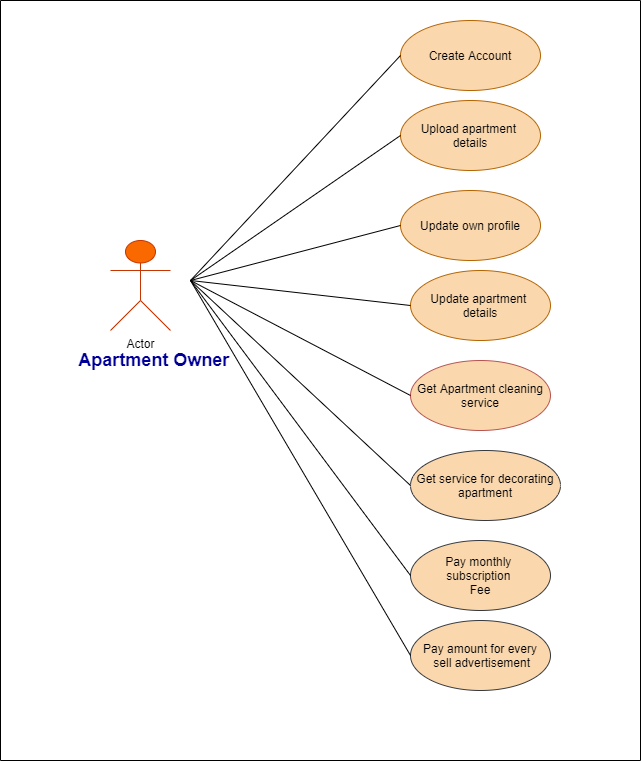 Create Account
Upload apartment
details
Update own profile
Update apartment
details
Actor
Apartment Owner
Get Apartment cleaning
service
Get service for decorating
apartment
Pay monthly
subscription
Fee
Pay amount for every
sell advertisement